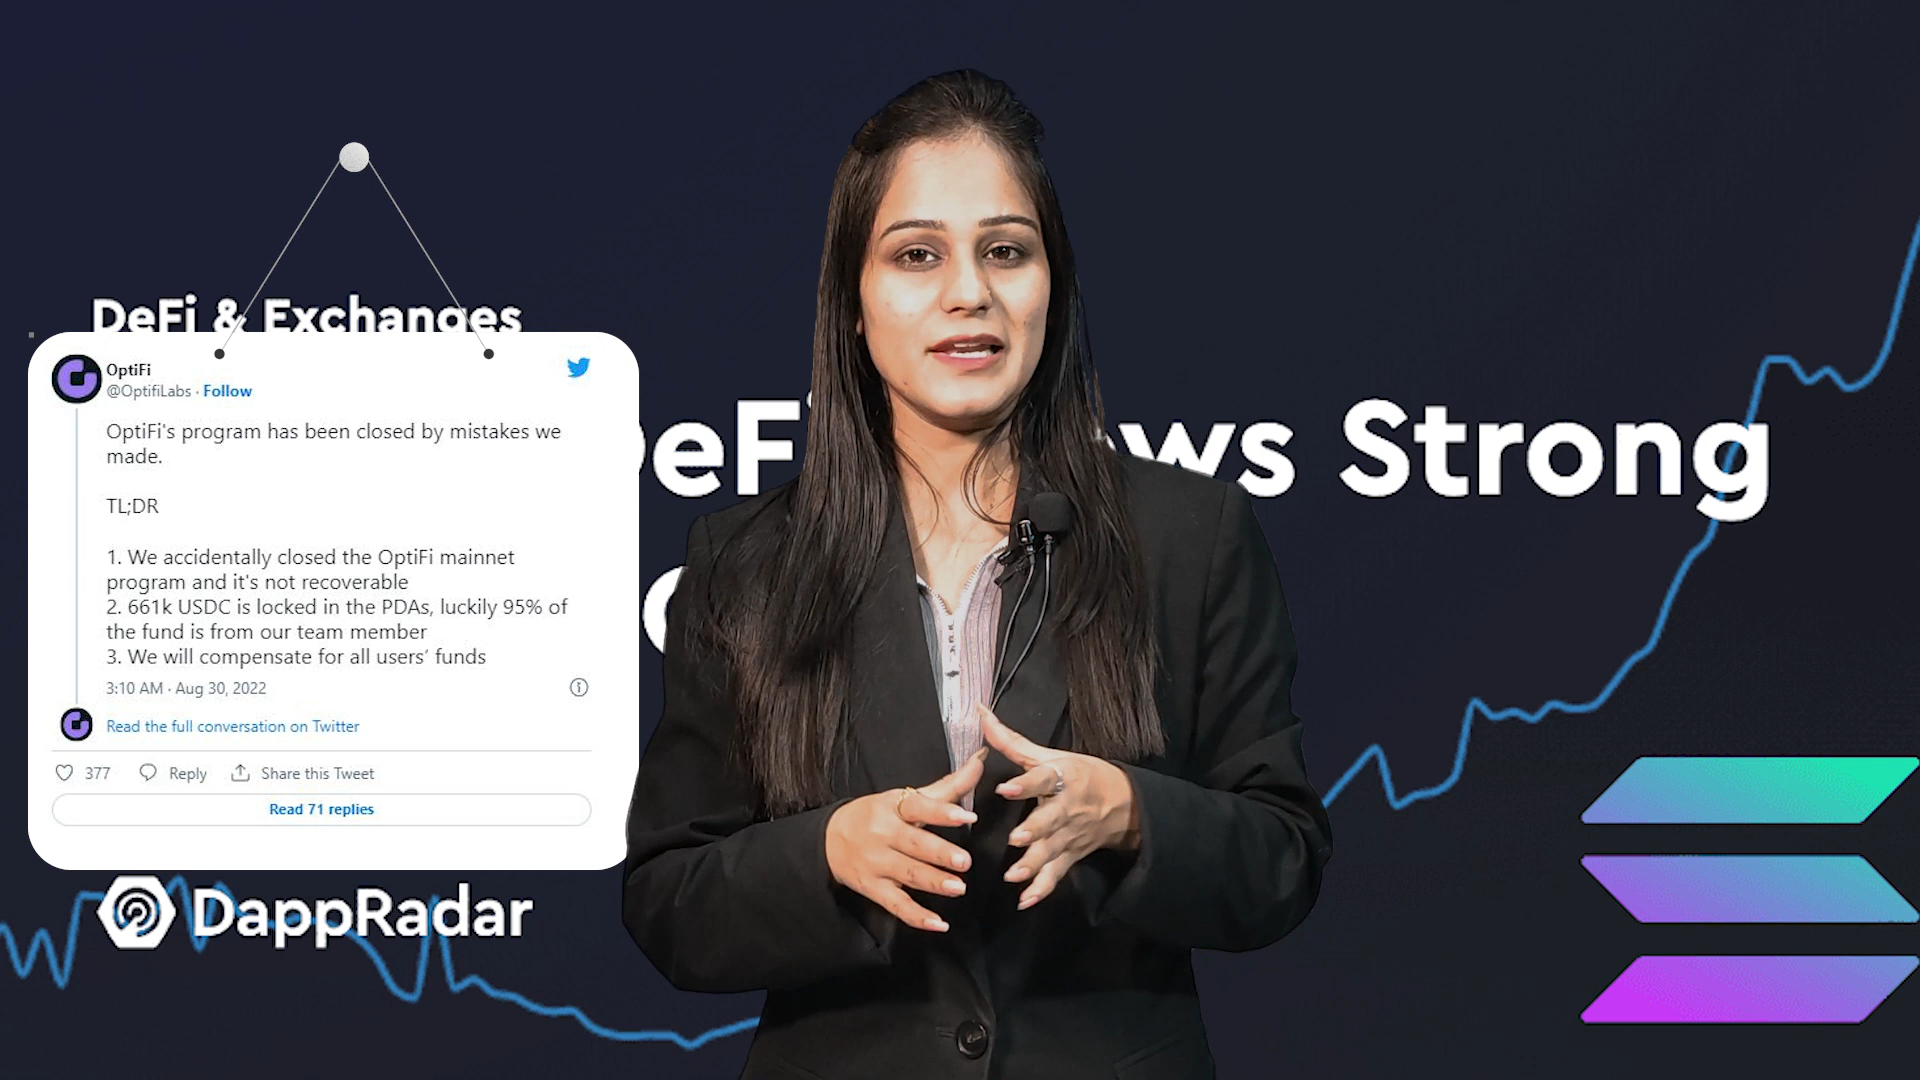 DeFi & Exchanges
OptiFi
@OptifiLabs · Follow
OptiFi's program has been closed by mistakes we
made.
TL;DR
1. We accidentally closed the OptiFi mainnet
program and it's not recoverable
2. 661k USDC is locked in the PDAs, luckily 95% of
the fund is from our team member
3. We will compensate for all users’ funds
3:10 AM · Aug 30, 2022
Read the full conversation on Twitter
377 Reply Share this Tweet
Read 71 replies
Strong
DappRadar